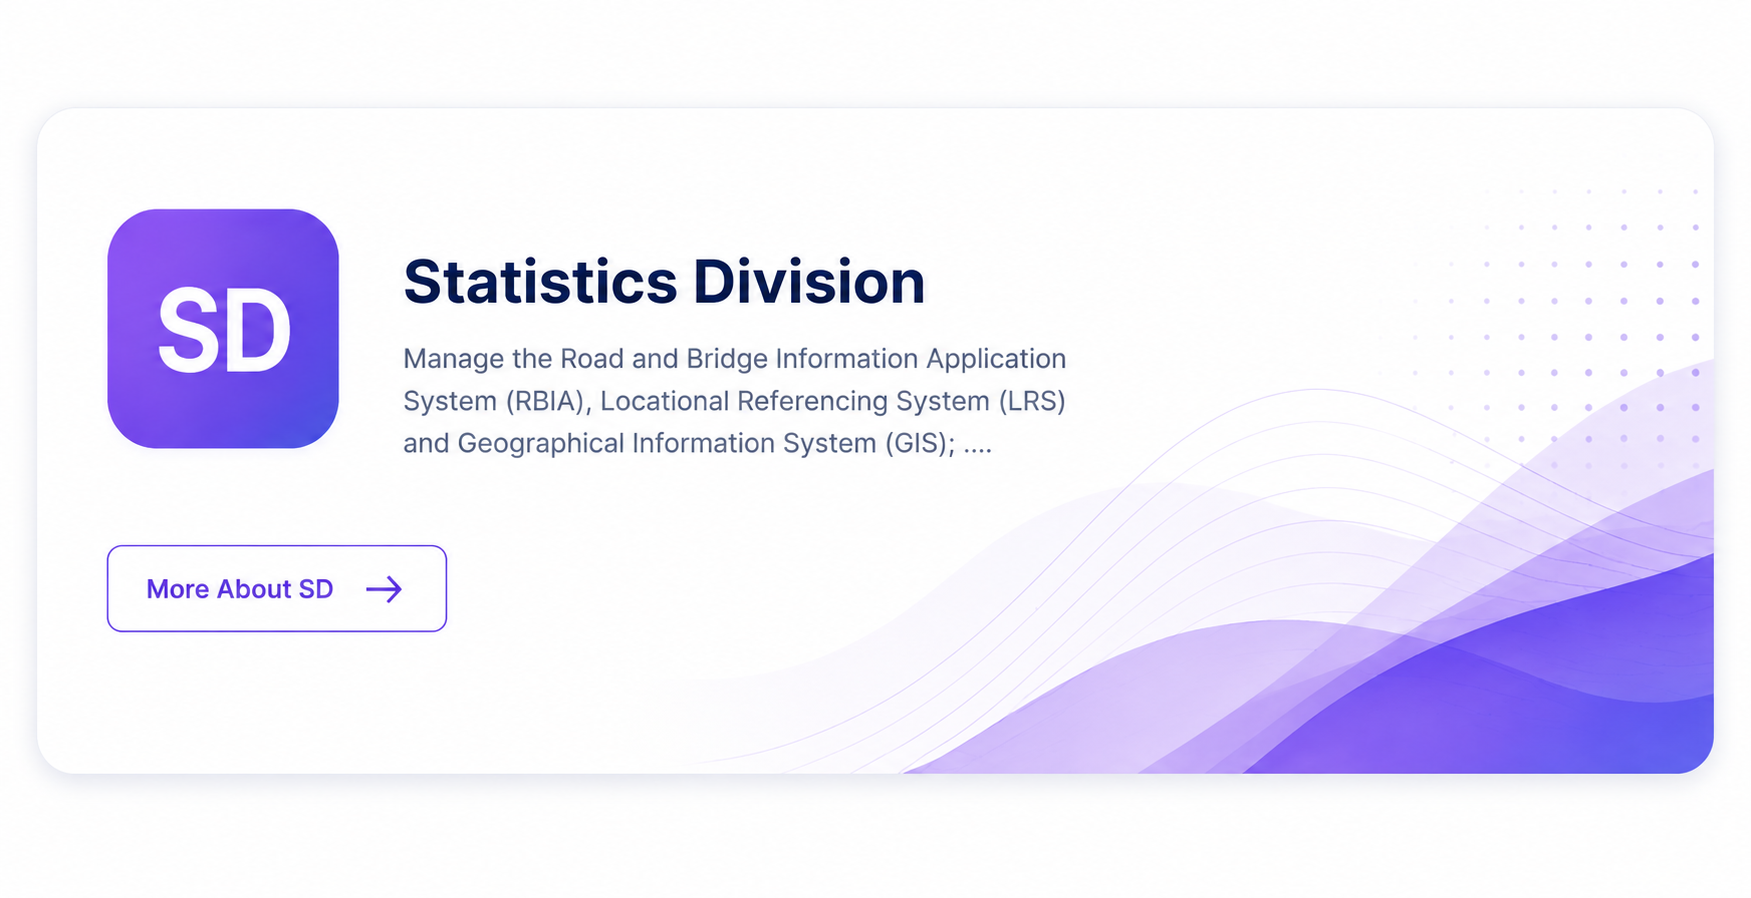 SD
Statistics Division
Manage the Road and Bridge Information Application
System (RBIA), Locational Referencing System (LRS)
and Geographical Information System (GIS); ....
More About SD